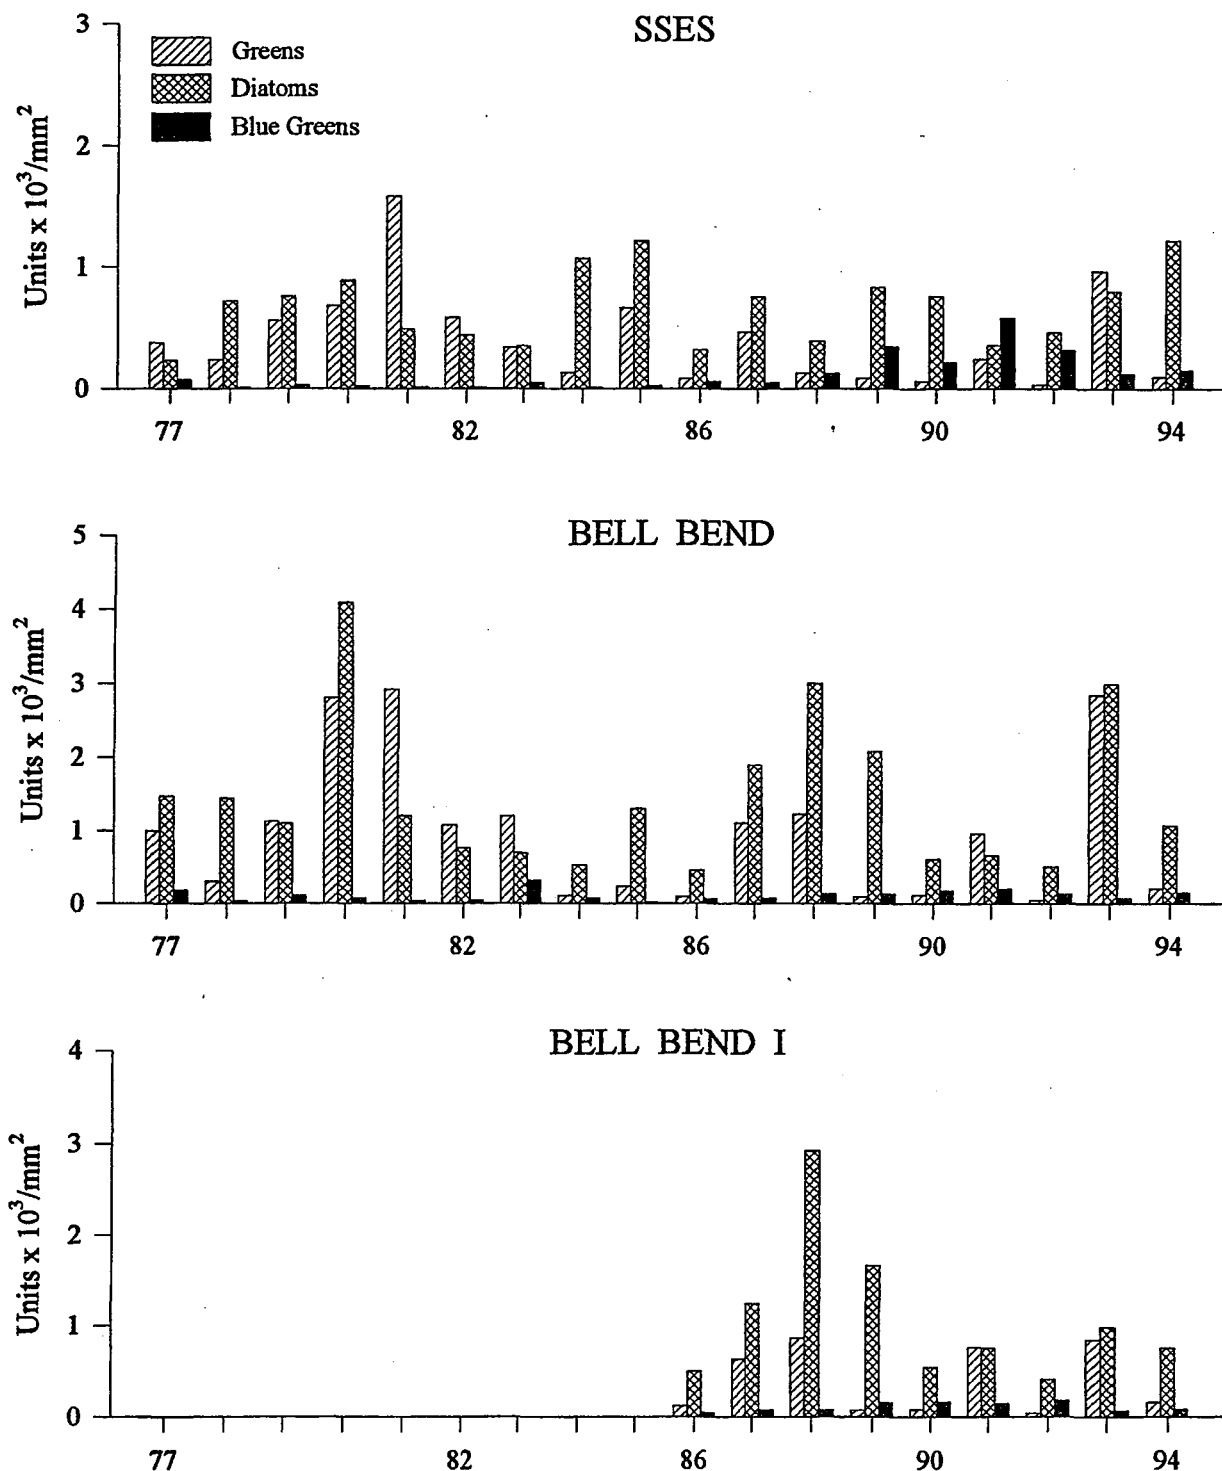 SSES
3
Greens
Diatoms
Blue Greens
2
1
0
Units x 10³/mm²
77 82 86 90 94
BELL BEND
5
4
3
2
1
0
Units x 10³/mm²
77 82 86 90 94
BELL BEND I
4
3
2
1
0
Units x 10³/mm²
77 82 86 90 94